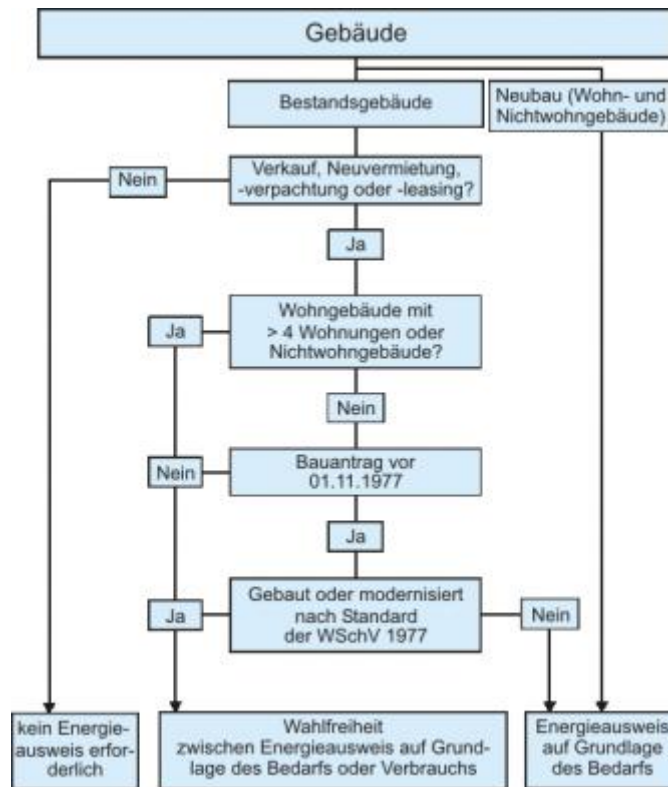 Gebäude
Bestandsgebäude
Neubau (Wohn- und
Nichtwohngebäude)
Nein
Verkauf, Neuvermietung,
-verpachtung oder -leasing?
Ja
Wohngebäude mit
> 4 Wohnungen oder
Nichtwohngebäude?
Ja
Nein
Nein
Bauantrag vor
01.11.1977
Ja
Ja
Gebaut oder modernisiert
nach Standard
der WSchV 1977
Nein
kein Energie-
ausweis erfor-
derlich
Wahlfreiheit
zwischen Energieausweis auf Grund-
lage des Bedarfs oder Verbrauchs
Energieausweis
auf Grundlage
des Bedarfs